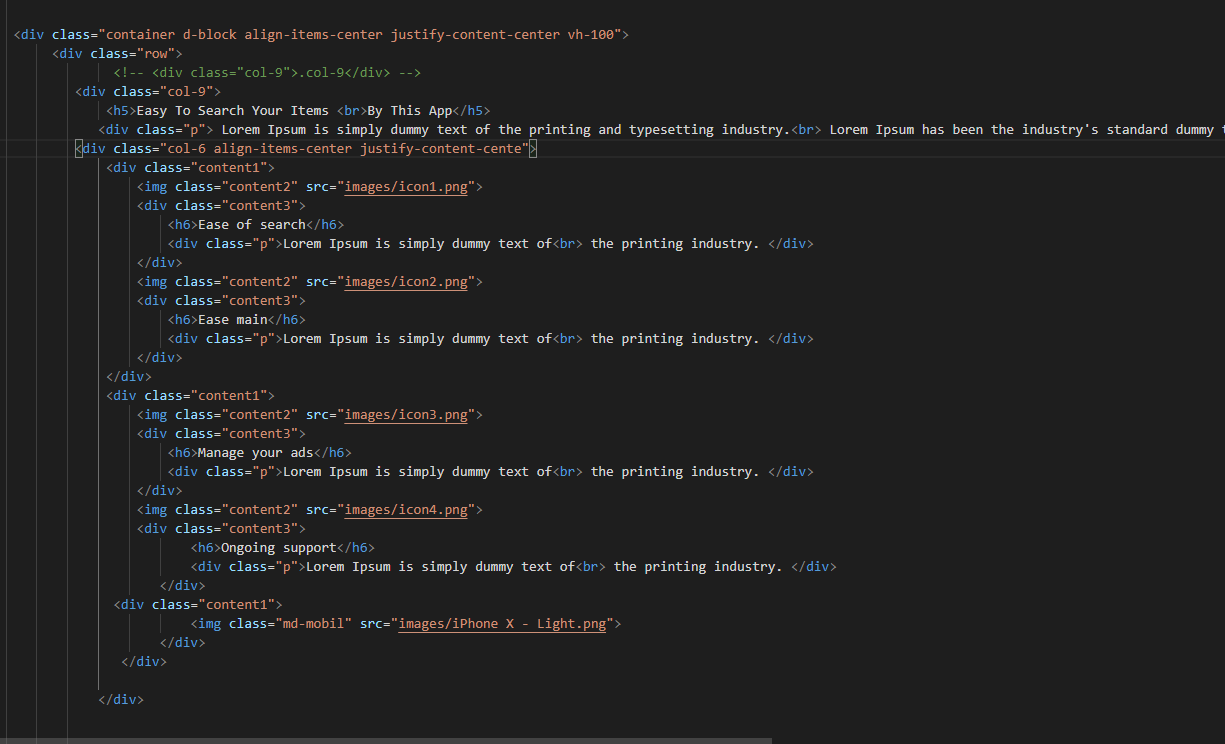 <div class="container d-block align-items-center justify-content-center vh-100">
<div class="row">
<!-- <div class="col-9">.col-9</div> -->
<div class="col-9">
<h5>Easy To Search Your Items <br>By This App</h5>
<div class="p"> Lorem Ipsum is simply dummy text of the printing and typesetting industry.<br> Lorem Ipsum has been the industry's standard dummy t
<div class="col-6 align-items-center justify-content-cente">
<div class="content1">
<img class="content2" src="images/icon1.png">
<div class="content3">
<h6>Ease of search</h6>
<div class="p">Lorem Ipsum is simply dummy text of<br> the printing industry. </div>
</div>
<img class="content2" src="images/icon2.png">
<div class="content3">
<h6>Ease main</h6>
<div class="p">Lorem Ipsum is simply dummy text of<br> the printing industry. </div>
</div>
</div>
<div class="content1">
<img class="content2" src="images/icon3.png">
<div class="content3">
<h6>Manage your ads</h6>
<div class="p">Lorem Ipsum is simply dummy text of<br> the printing industry. </div>
</div>
<img class="content2" src="images/icon4.png">
<div class="content3">
<h6>Ongoing support</h6>
<div class="p">Lorem Ipsum is simply dummy text of<br> the printing industry. </div>
</div>
<div class="content1">
<img class="md-mobil" src="images/iPhone X - Light.png">
</div>
</div>
</div>